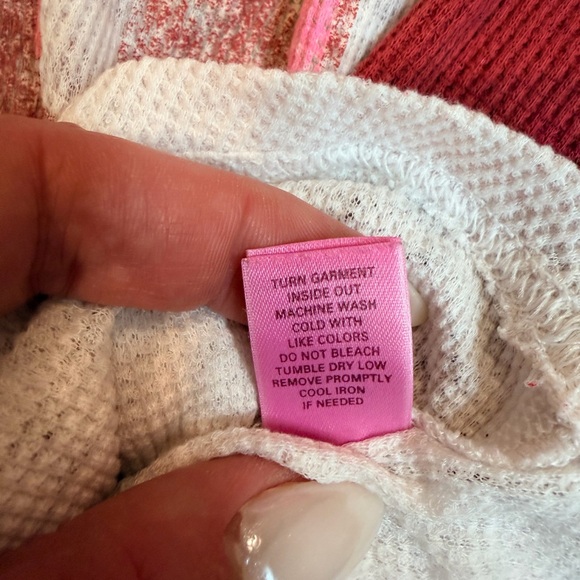 TURN GARMENT
INSIDE OUT
MACHINE WASH
COLD WITH
LIKE COLORS
DO NOT BLEACH
TUMBLE DRY LOW
REMOVE PROMPTLY
COOL IRON
IF NEEDED